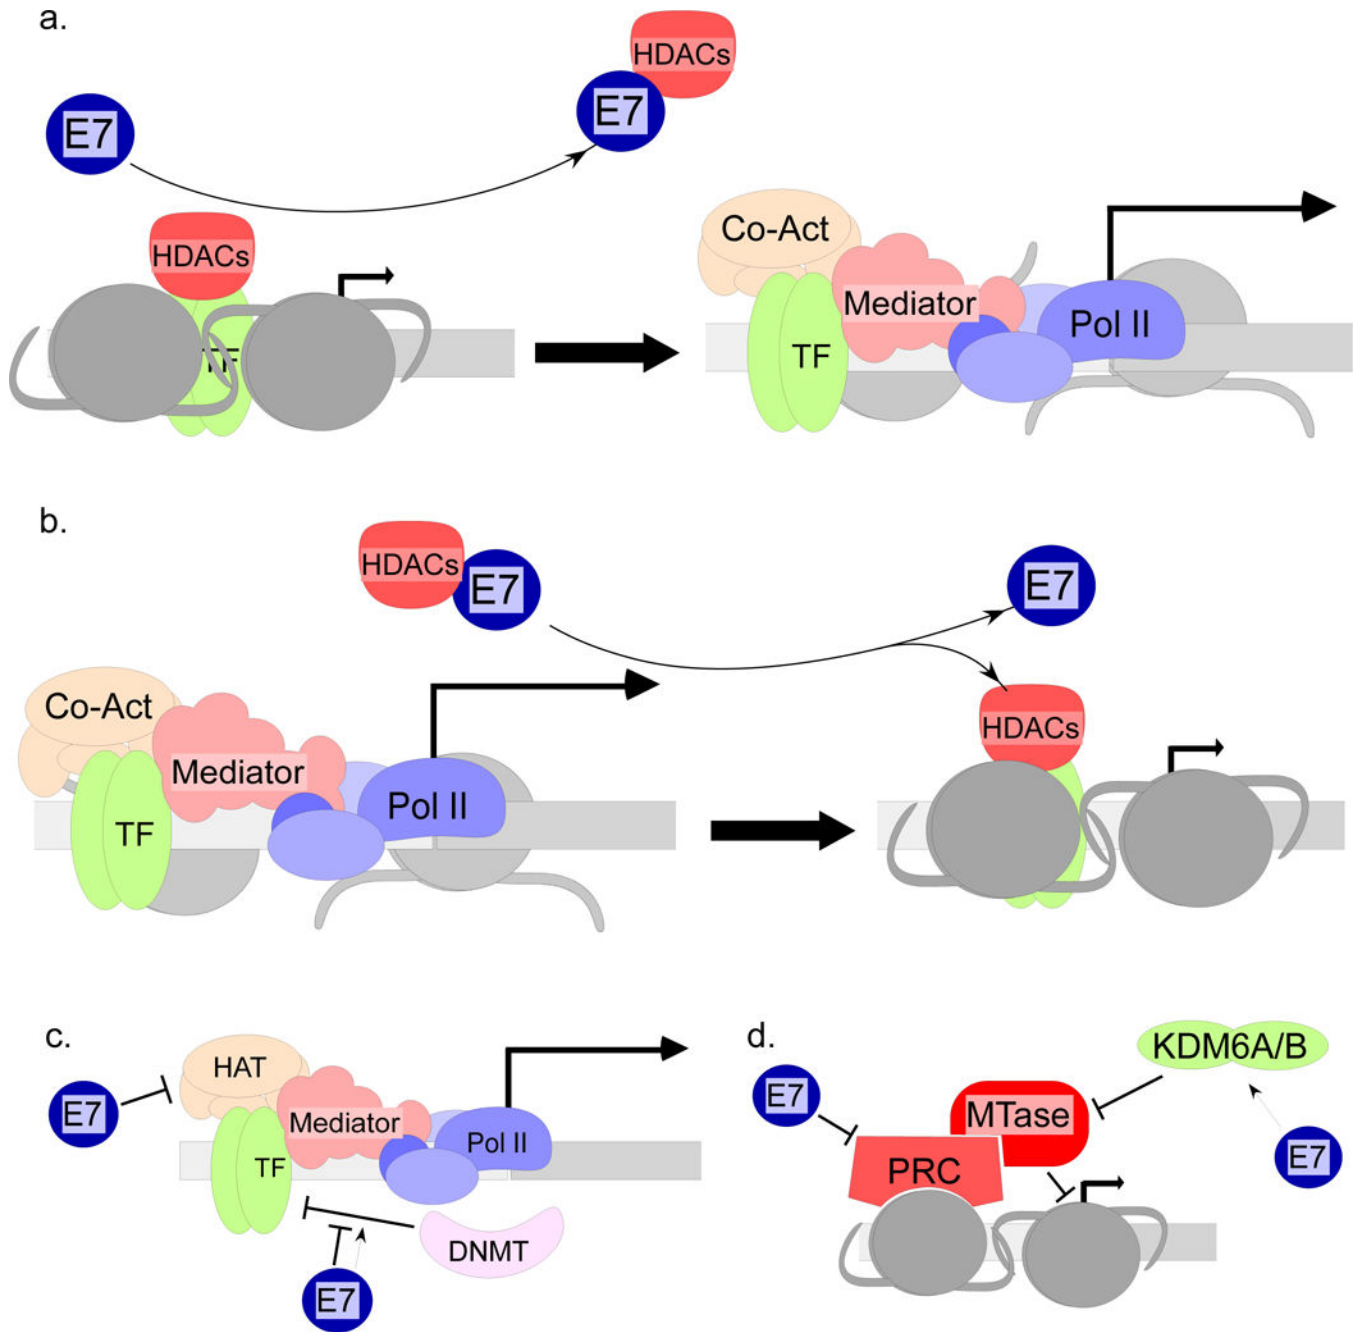 a.
HDACs
E7
E7
HDACs
TF
Co-Act
Mediator
TF
Pol II
b.
HDACs
E7
E7
Co-Act
Mediator
TF
Pol II
HDACs
c.
HAT
E7
Mediator
TF
Pol II
DNMT
E7
d.
KDM6A/B
E7
MTase
PRC
E7